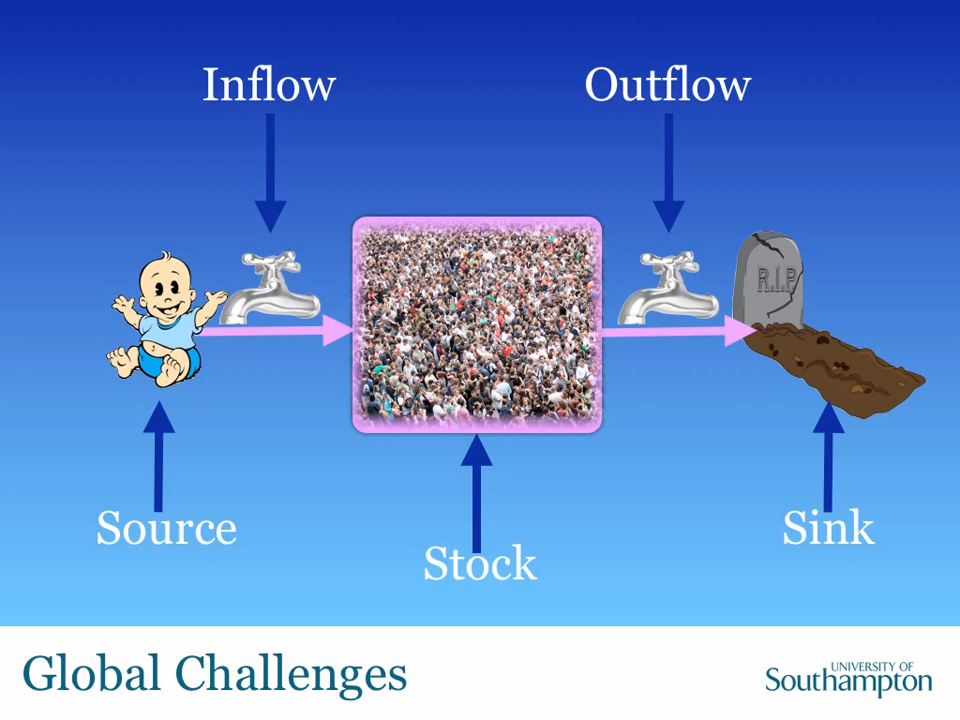 Inflow
Outflow
R.I.P
Source
Stock
Sink
Global Challenges
UNIVERSITY OF
Southampton